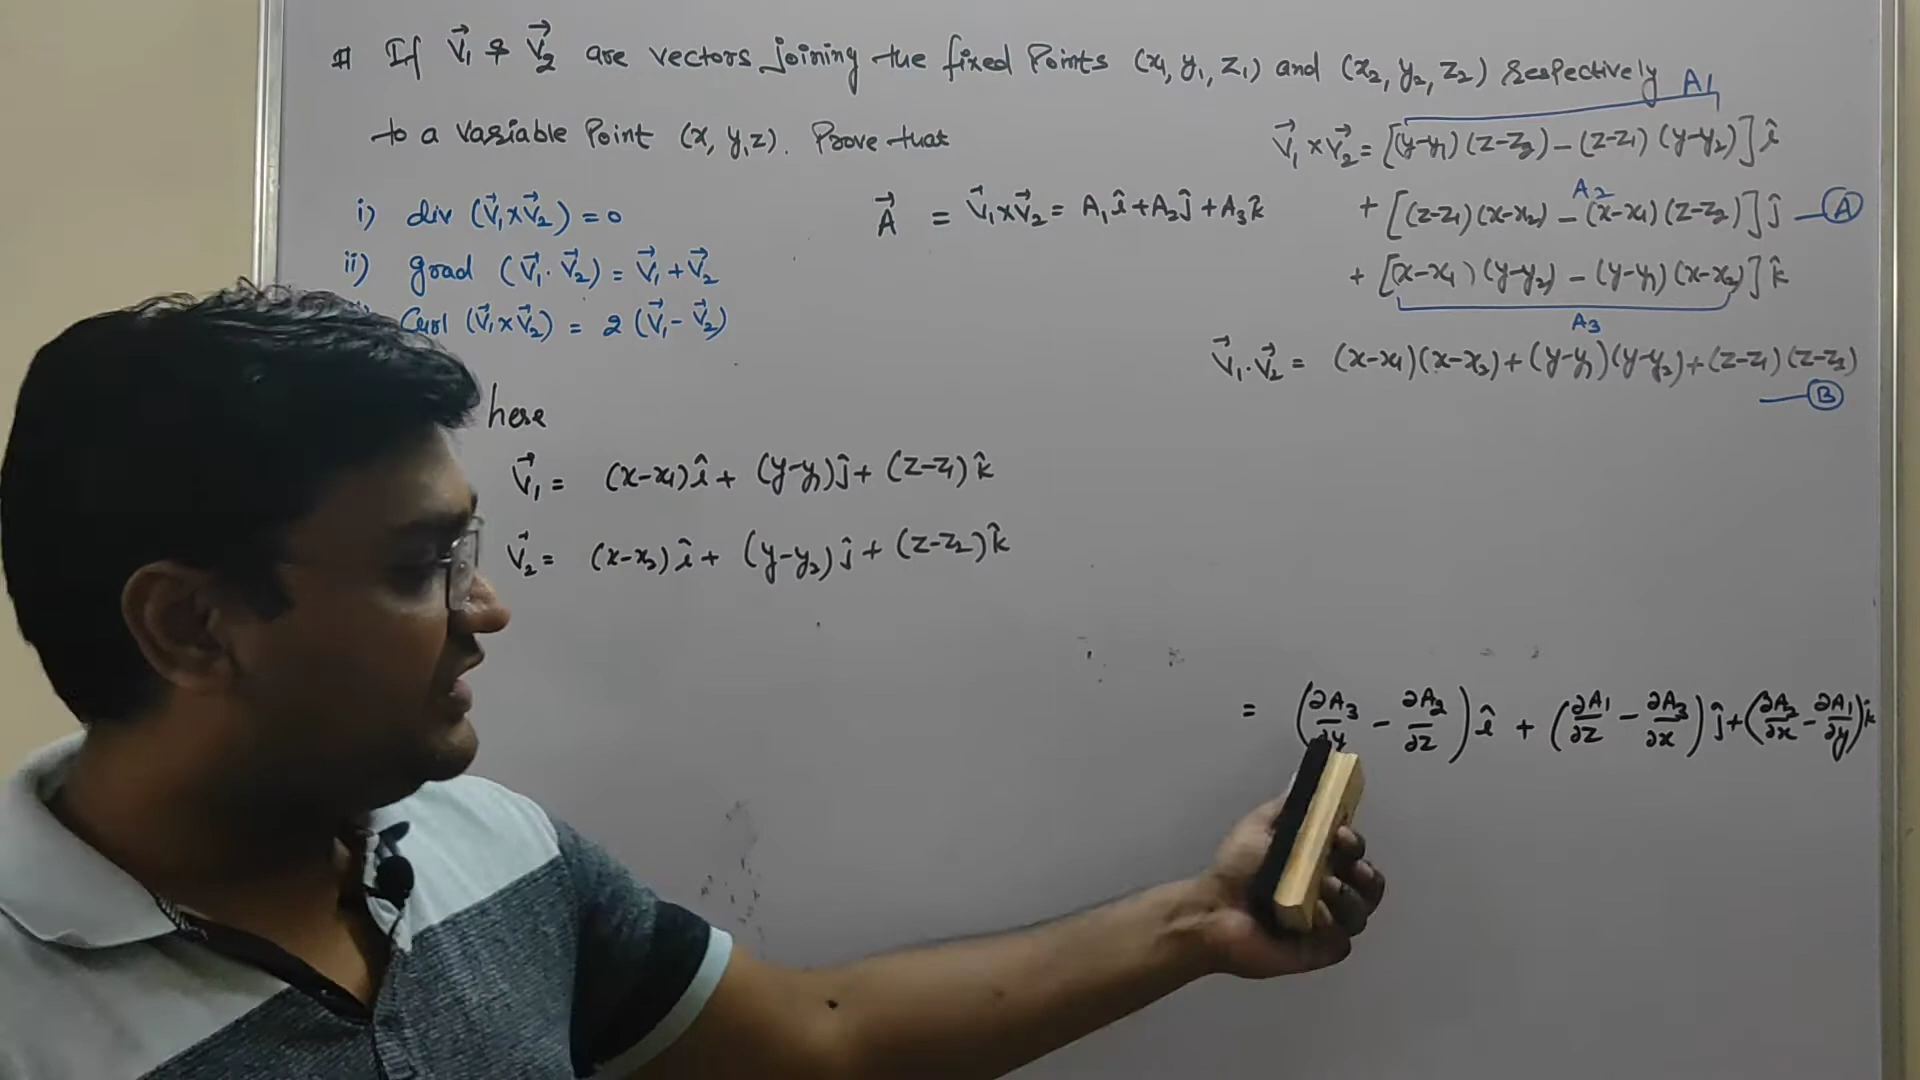 # If V⃗₁ & V⃗₂ are vectors joining the fixed Points (x₁, y₁, z₁) and (x₂, y₂, z₂) respectively
to a variable Point (x, y, z). Prove that
i) div (V⃗₁×V⃗₂) = 0
ii) grad (V⃗₁·V⃗₂) = V⃗₁+V⃗₂
Curl (V⃗₁×V⃗₂) = 2 (V⃗₁-V⃗₂)
A⃗ = V⃗₁×V⃗₂ = A₁î+A₂ĵ+A₃k̂
A₁
V⃗₁×V⃗₂ = [(y-y₁)(z-z₂) - (z-z₁)(y-y₂)] î
A₂
+ [(z-z₁)(x-x₂) - (x-x₁)(z-z₂)] ĵ — (A)
+ [(x-x₁)(y-y₂) - (y-y₁)(x-x₂)] k̂
A₃
V⃗₁·V⃗₂ = (x-x₁)(x-x₂)+(y-y₁)(y-y₂)+(z-z₁)(z-z₂)
— (B)
here
V⃗₁ = (x-x₁)î + (y-y₁)ĵ + (z-z₁)k̂
V⃗₂ = (x-x₂)î + (y-y₂)ĵ + (z-z₂)k̂
= (∂A₃/∂y - ∂A₂/∂z) î + (∂A₁/∂z - ∂A₃/∂x) ĵ + (∂A₂/∂x - ∂A₁/∂y) k̂